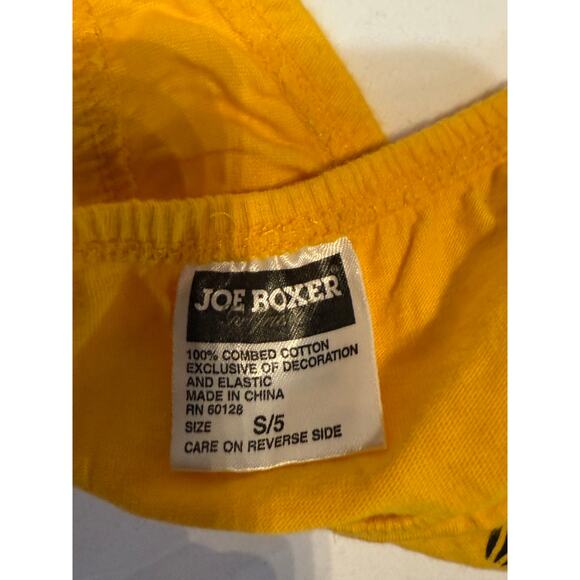 JOE BOXER®
100% COMBED COTTON
EXCLUSIVE OF DECORATION
AND ELASTIC
MADE IN CHINA
RN 60128
SIZE S/5
CARE ON REVERSE SIDE